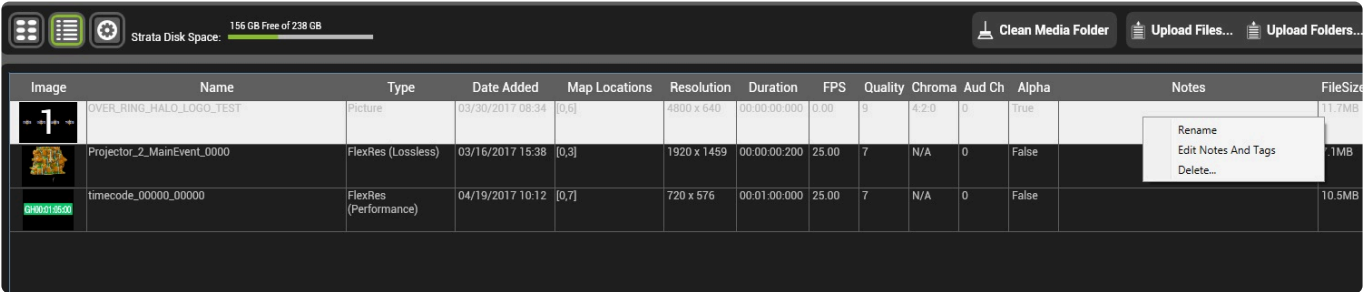 156 GB Free of 238 GB
Strata Disk Space:
Clean Media Folder
Upload Files...
Upload Folders...
Image Name Type Date Added Map Locations Resolution Duration FPS Quality Chroma Aud Ch Alpha Notes FileSize
1 OVER_RING_HALO_LOGO_TEST Picture 03/30/2017 08:34 [0,6] 4800 x 640 00:00:00:000 0.00 9 4:2:0 0 True 11.7MB
Rename
Edit Notes And Tags
Delete...
Projector_2_MainEvent_0000 FlexRes (Lossless) 03/16/2017 15:38 [0,3] 1920 x 1459 00:00:00:200 25.00 7 N/A 0 False .1MB
timecode_00000_00000 FlexRes 04/19/2017 10:12 [0,7] 720 x 576 00:01:00:000 25.00 7 N/A 0 False 10.5MB
(Performance)
GH00:01:05:00